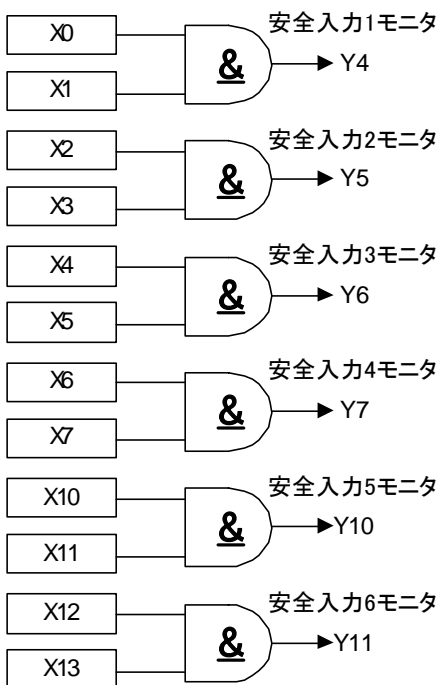 X0
安全入力1モニタ
&
Y4
X1
X2
安全入力2モニタ
&
Y5
X3
X4
安全入力3モニタ
&
Y6
X5
X6
安全入力4モニタ
&
Y7
X7
X10
安全入力5モニタ
&
Y10
X11
X12
安全入力6モニタ
&
Y11
X13